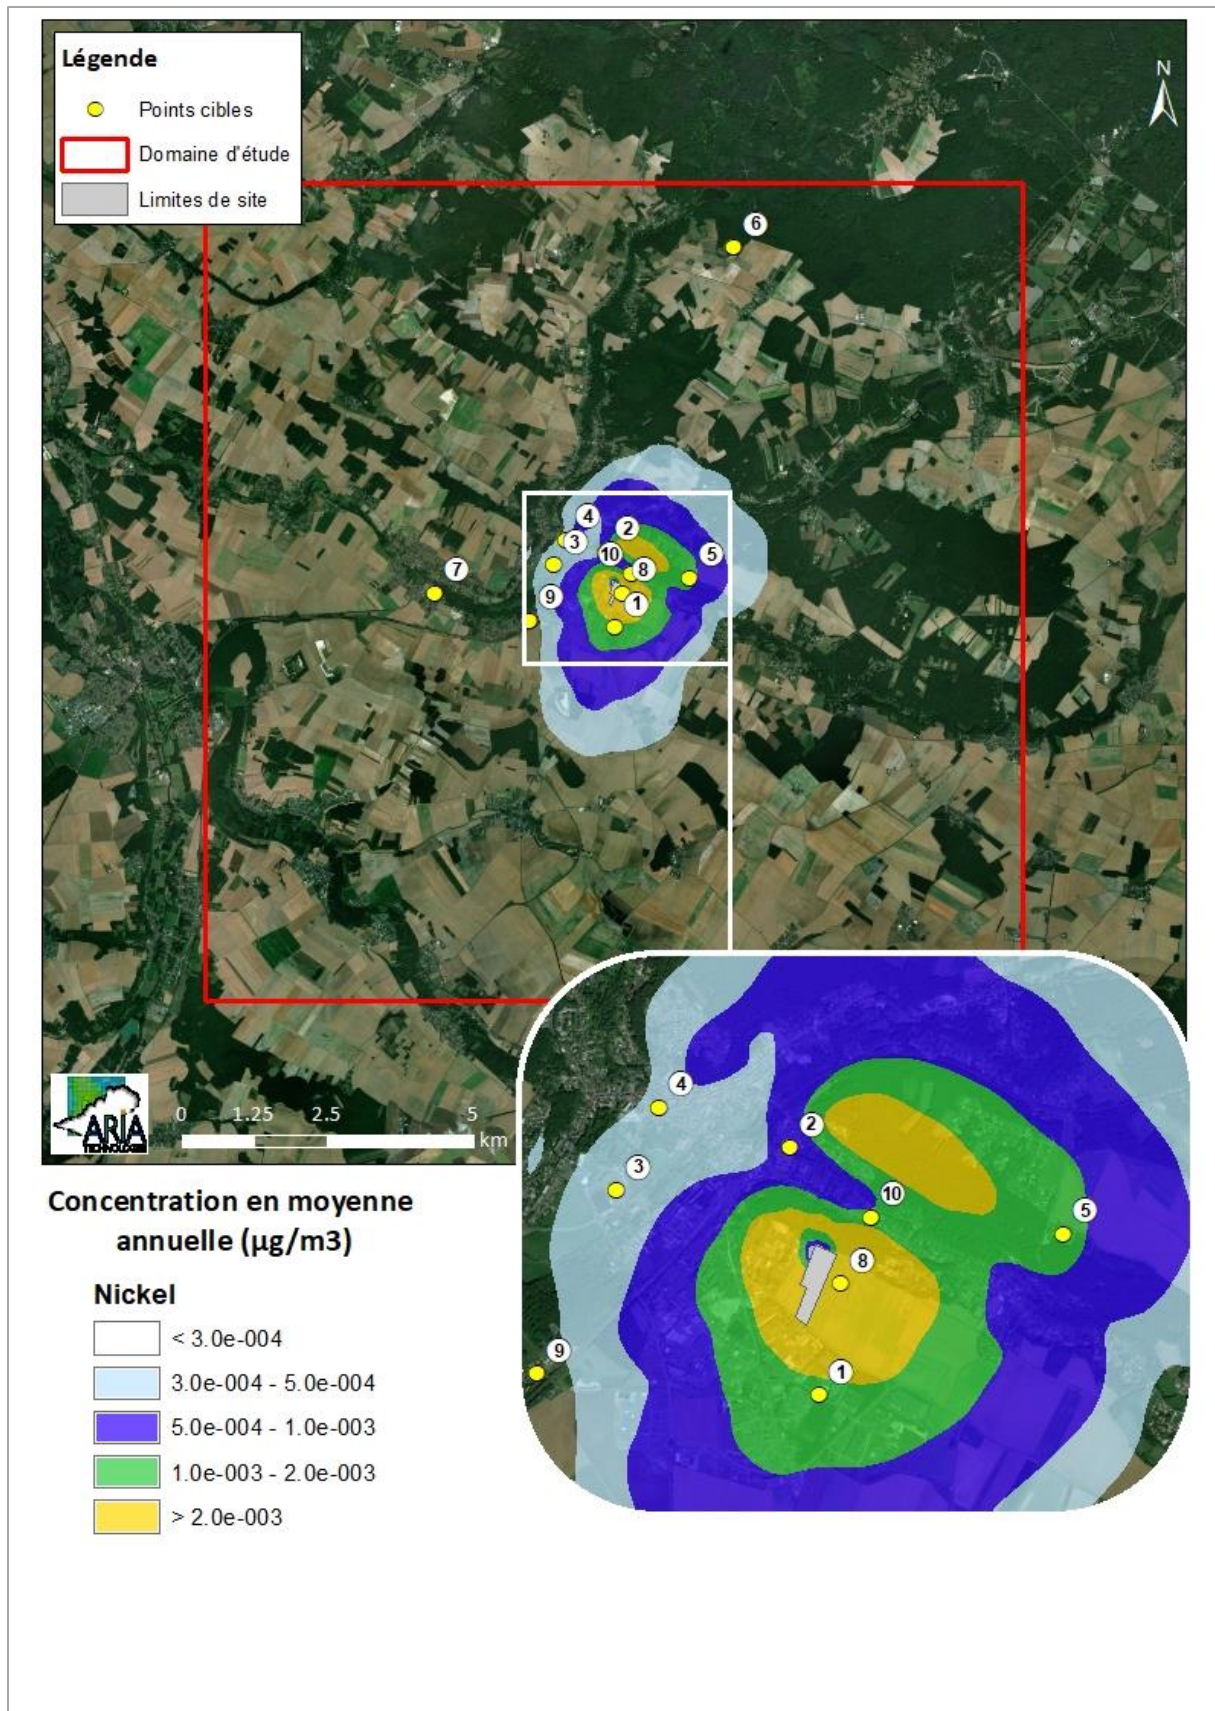 Légende
Points cibles
Domaine d'étude
Limites de site
N
6
4
2
3
10
5
8
7
9
1
0 1.25 2.5 5
km
ARIA
TECHNOLOGIES
4
2
3
10
5
8
9
1
Concentration en moyenne
annuelle (µg/m3)
Nickel
< 3.0e-004
3.0e-004 - 5.0e-004
5.0e-004 - 1.0e-003
1.0e-003 - 2.0e-003
> 2.0e-003